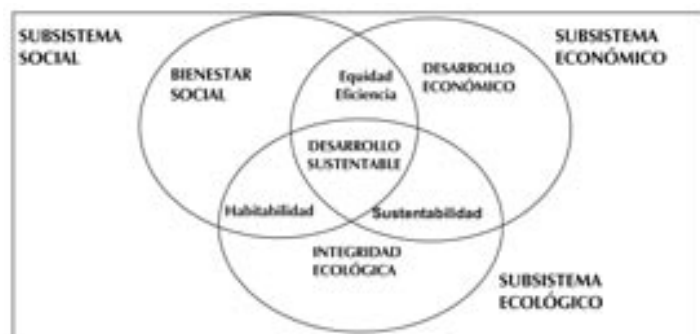 SUBSISTEMA
SOCIAL
SUBSISTEMA
ECONÓMICO
BIENESTAR
SOCIAL
Equidad
Eficiencia
DESARROLLO
ECONÓMICO
DESARROLLO
SUSTENTABLE
Habitabilidad
Sustentabilidad
INTEGRIDAD
ECOLÓGICA
SUBSISTEMA
ECOLÓGICO